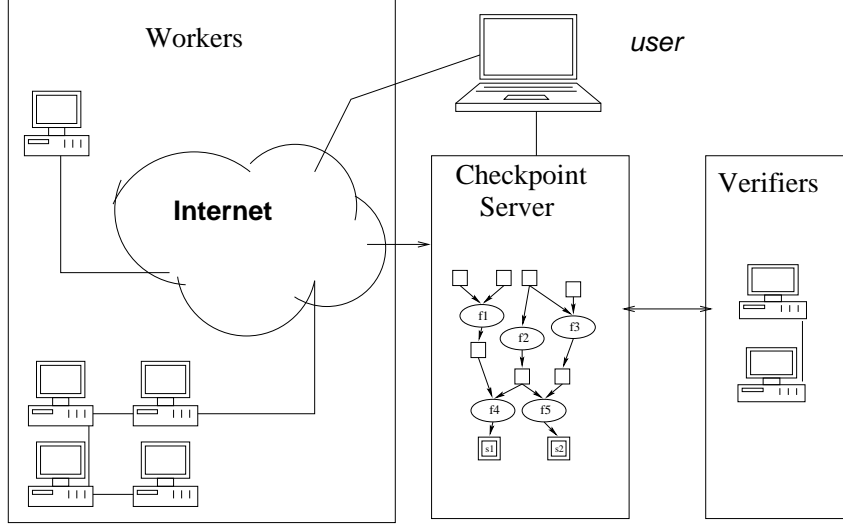 Workers
user
Internet
Checkpoint
Server
Verifiers
f1
f2
f3
f4
f5
s1
s2